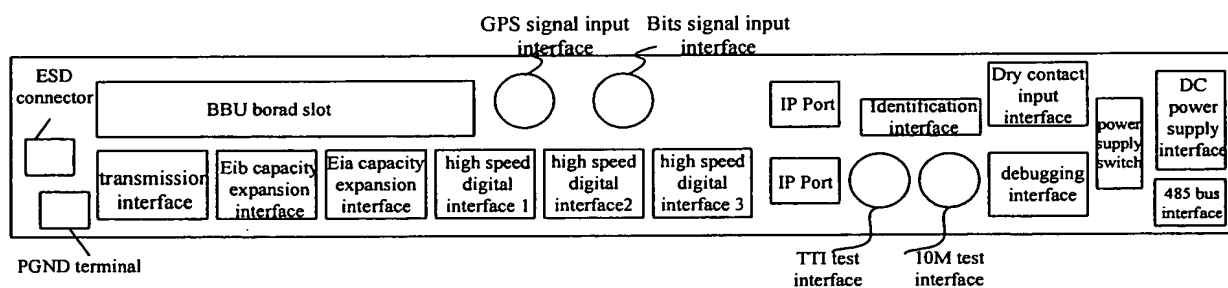 GPS signal input
interface
Bits signal input
interface
ESD
connector
BBU borad slot
IP Port
Identification
interface
Dry contact
input
interface
power
supply
switch
DC
power
supply
interface
transmission
interface
Eib capacity
expansion
interface
Eia capacity
expansion
interface
high speed
digital
interface 1
high speed
digital
interface2
high speed
digital
interface 3
IP Port
debugging
interface
485 bus
interface
PGND terminal
TTI test
interface
10M test
interface